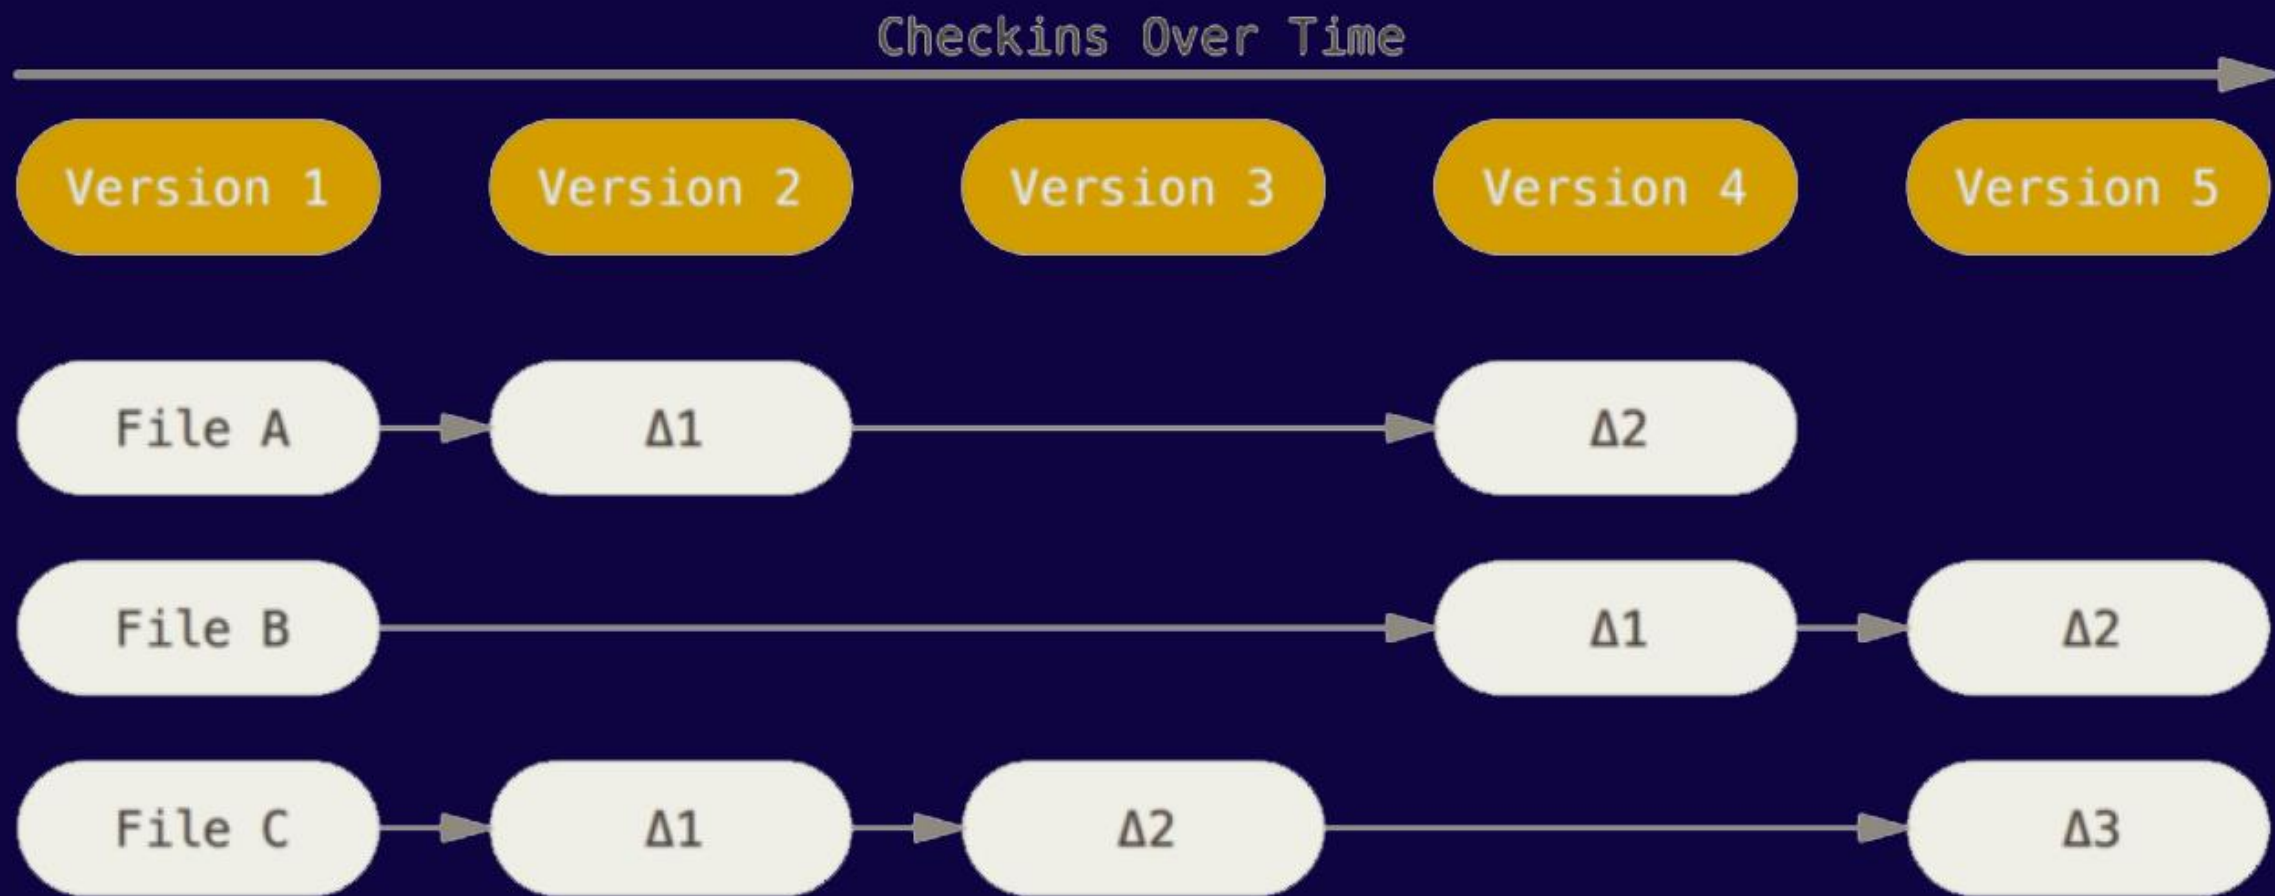 Checkins Over Time
Version 1 Version 2 Version 3 Version 4 Version 5
File A Δ1 Δ2
File B Δ1 Δ2
File C Δ1 Δ2 Δ3